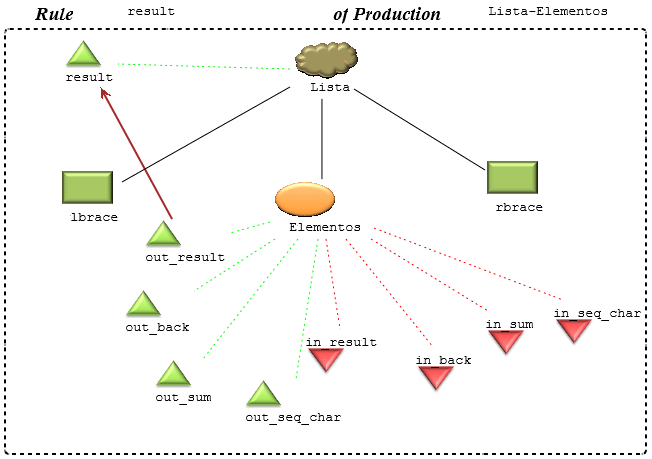 Rule result of Production Lista-Elementos
result
Lista
lbrace
rbrace
Elementos
out_result
out_back
in_seq_char
in_sum
in_result
in_back
out_sum
out_seq_char